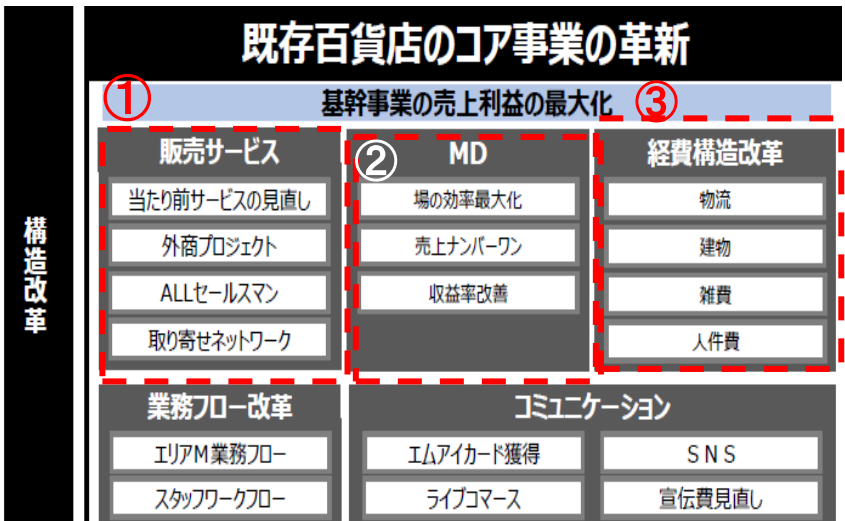 構造改革
既存百貨店のコア事業の革新
基幹事業の売上利益の最大化
①
販売サービス
当たり前サービスの見直し
外商プロジェクト
ALLセールスマン
取り寄せネットワーク
②
MD
場の効率最大化
売上ナンバーワン
収益率改善
③
経費構造改革
物流
建物
雑費
人件費
業務フロー改革
エリアM業務フロー
スタッフワークフロー
コミュニケーション
エムアイカード獲得
SNS
ライブコマース
宣伝費見直し